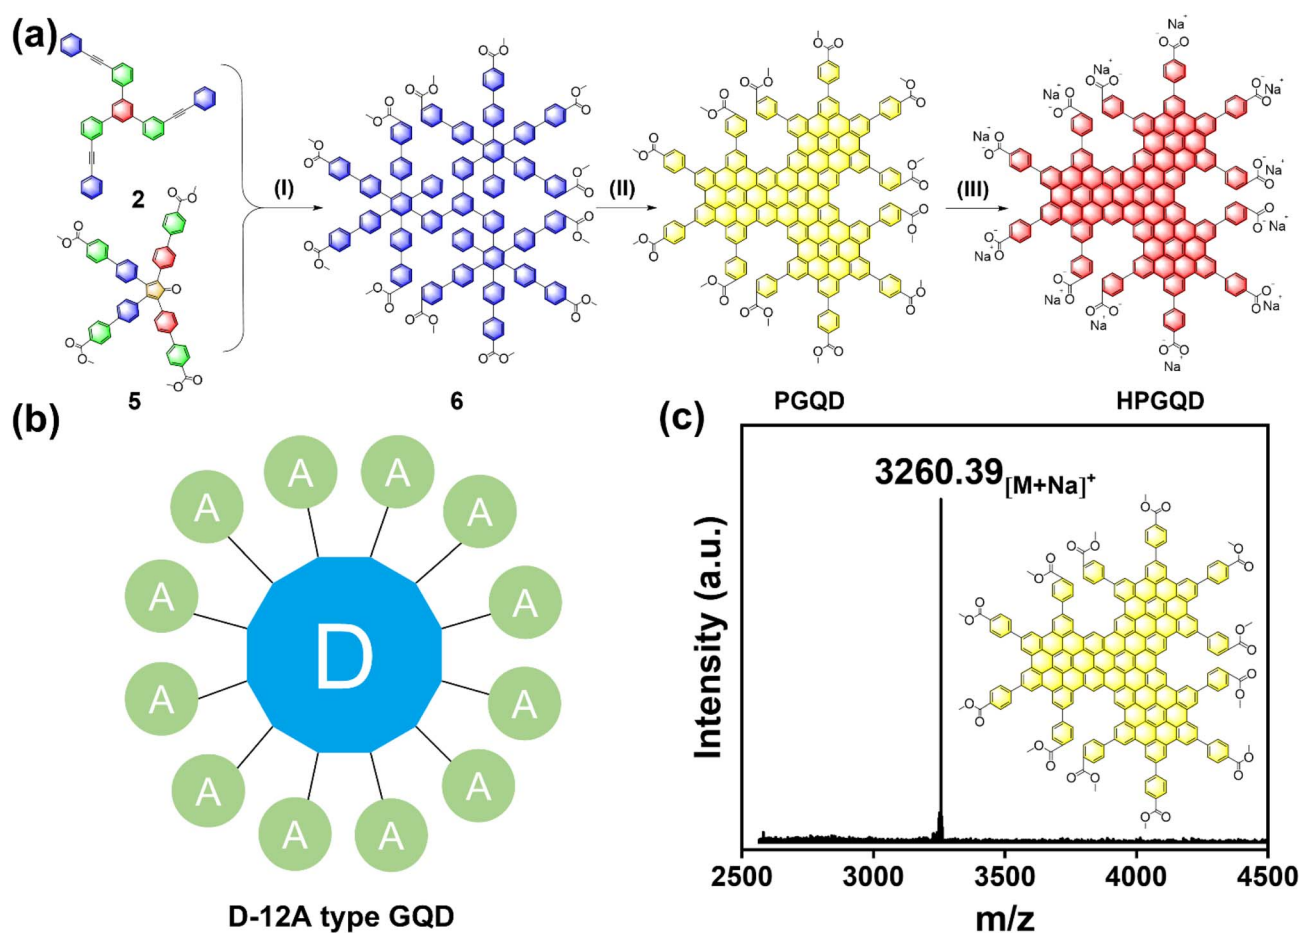 (a)
2
5
(I)
6
(II)
PGQD
(III)
HPGQD
(b)
A A
A A
A A
D
A A
A A
A A
D-12A type GQD
(c)
3260.39[M+Na]+
Intensity (a.u.)
2500 3000 3500 4000 4500
m/z